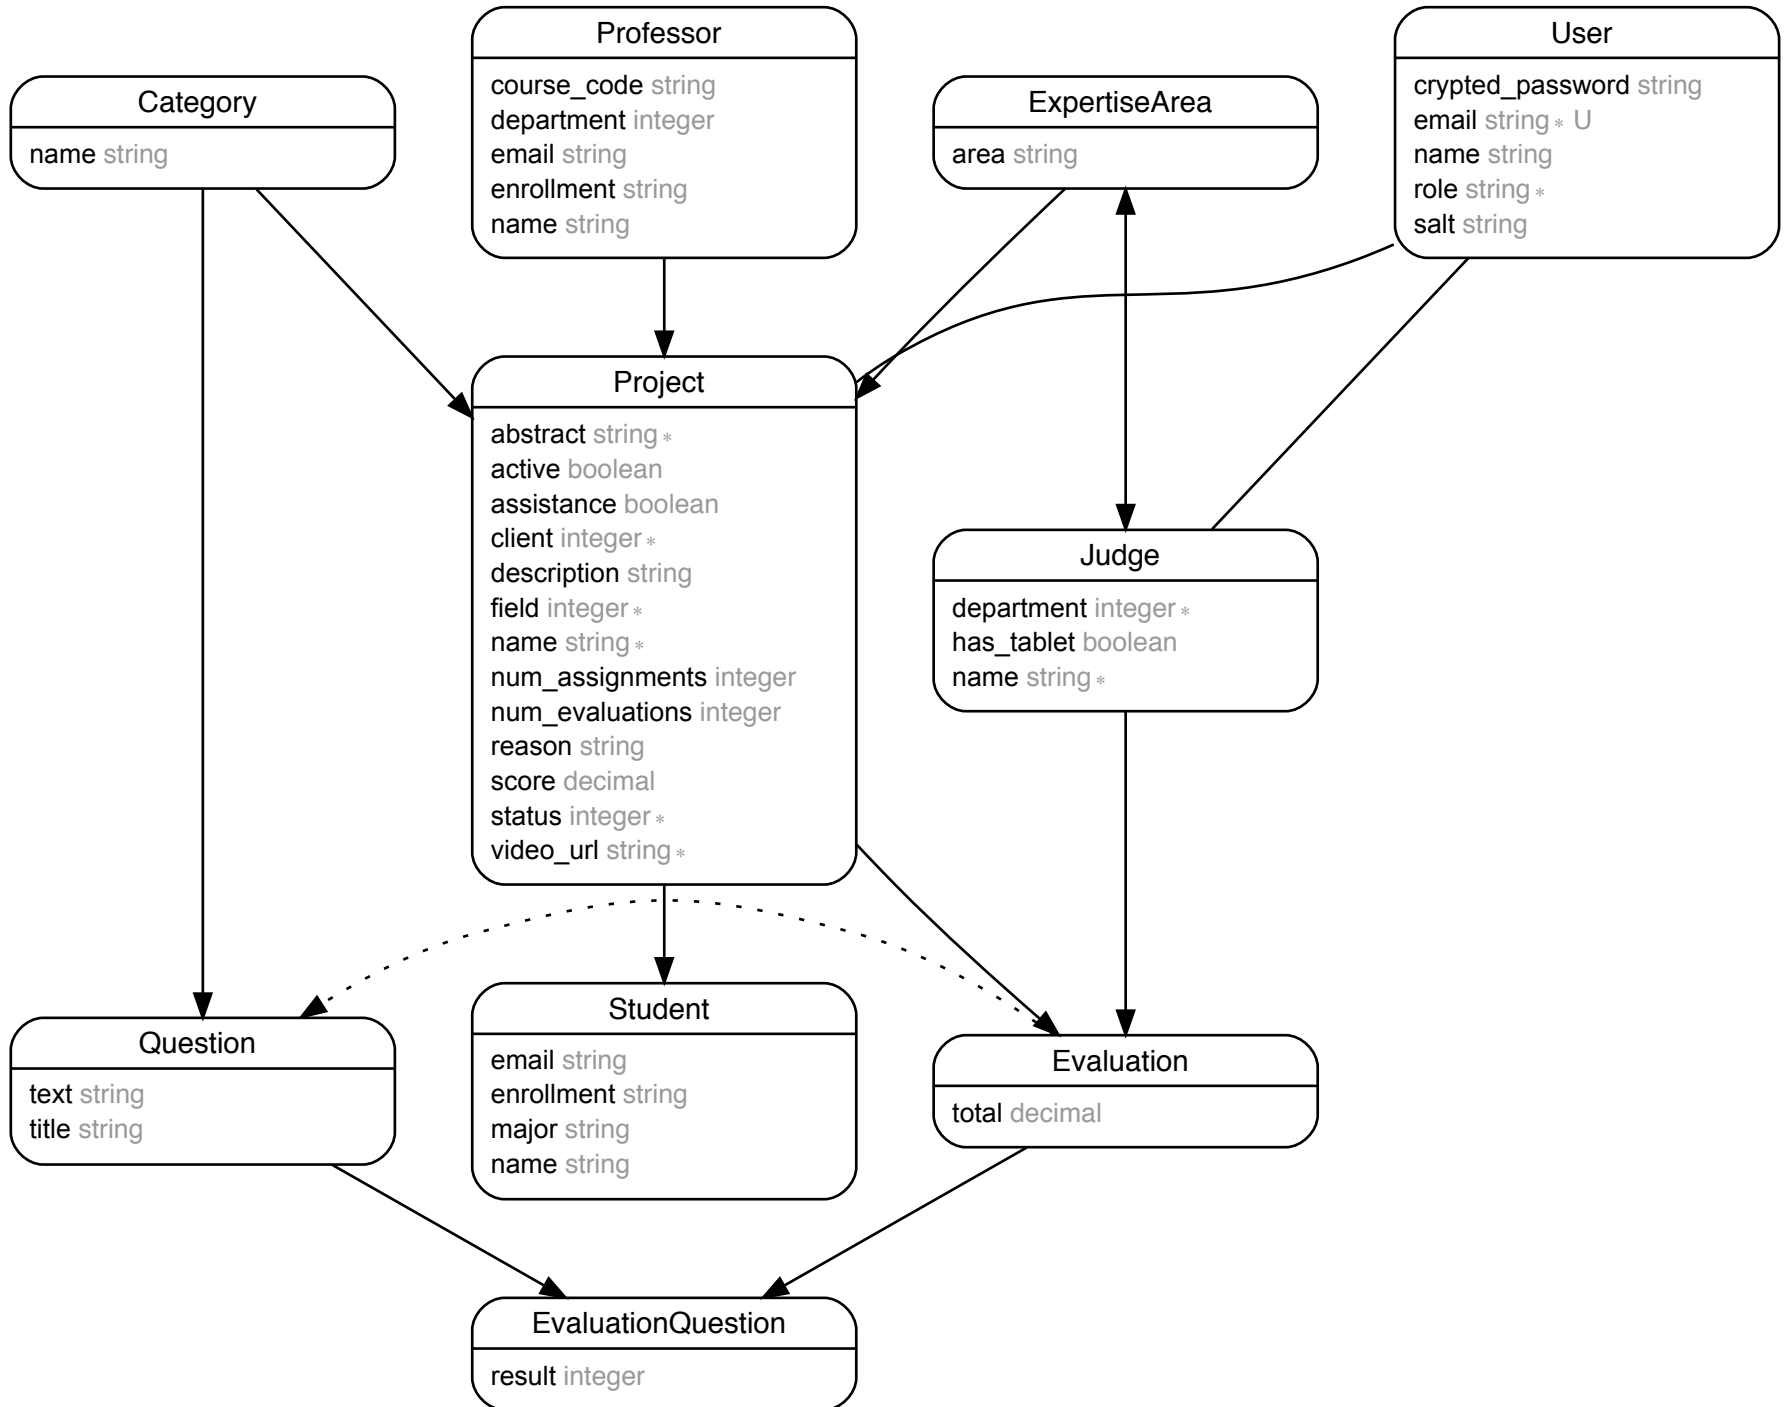 Professor
course_code string
department integer
email string
enrollment string
name string
User
crypted_password string
email string * U
name string
role string *
salt string
Category
name string
ExpertiseArea
area string
Project
abstract string *
active boolean
assistance boolean
client integer *
description string
field integer *
name string *
num_assignments integer
num_evaluations integer
reason string
score decimal
status integer *
video_url string *
Judge
department integer *
has_tablet boolean
name string *
Question
text string
title string
Student
email string
enrollment string
major string
name string
Evaluation
total decimal
EvaluationQuestion
result integer